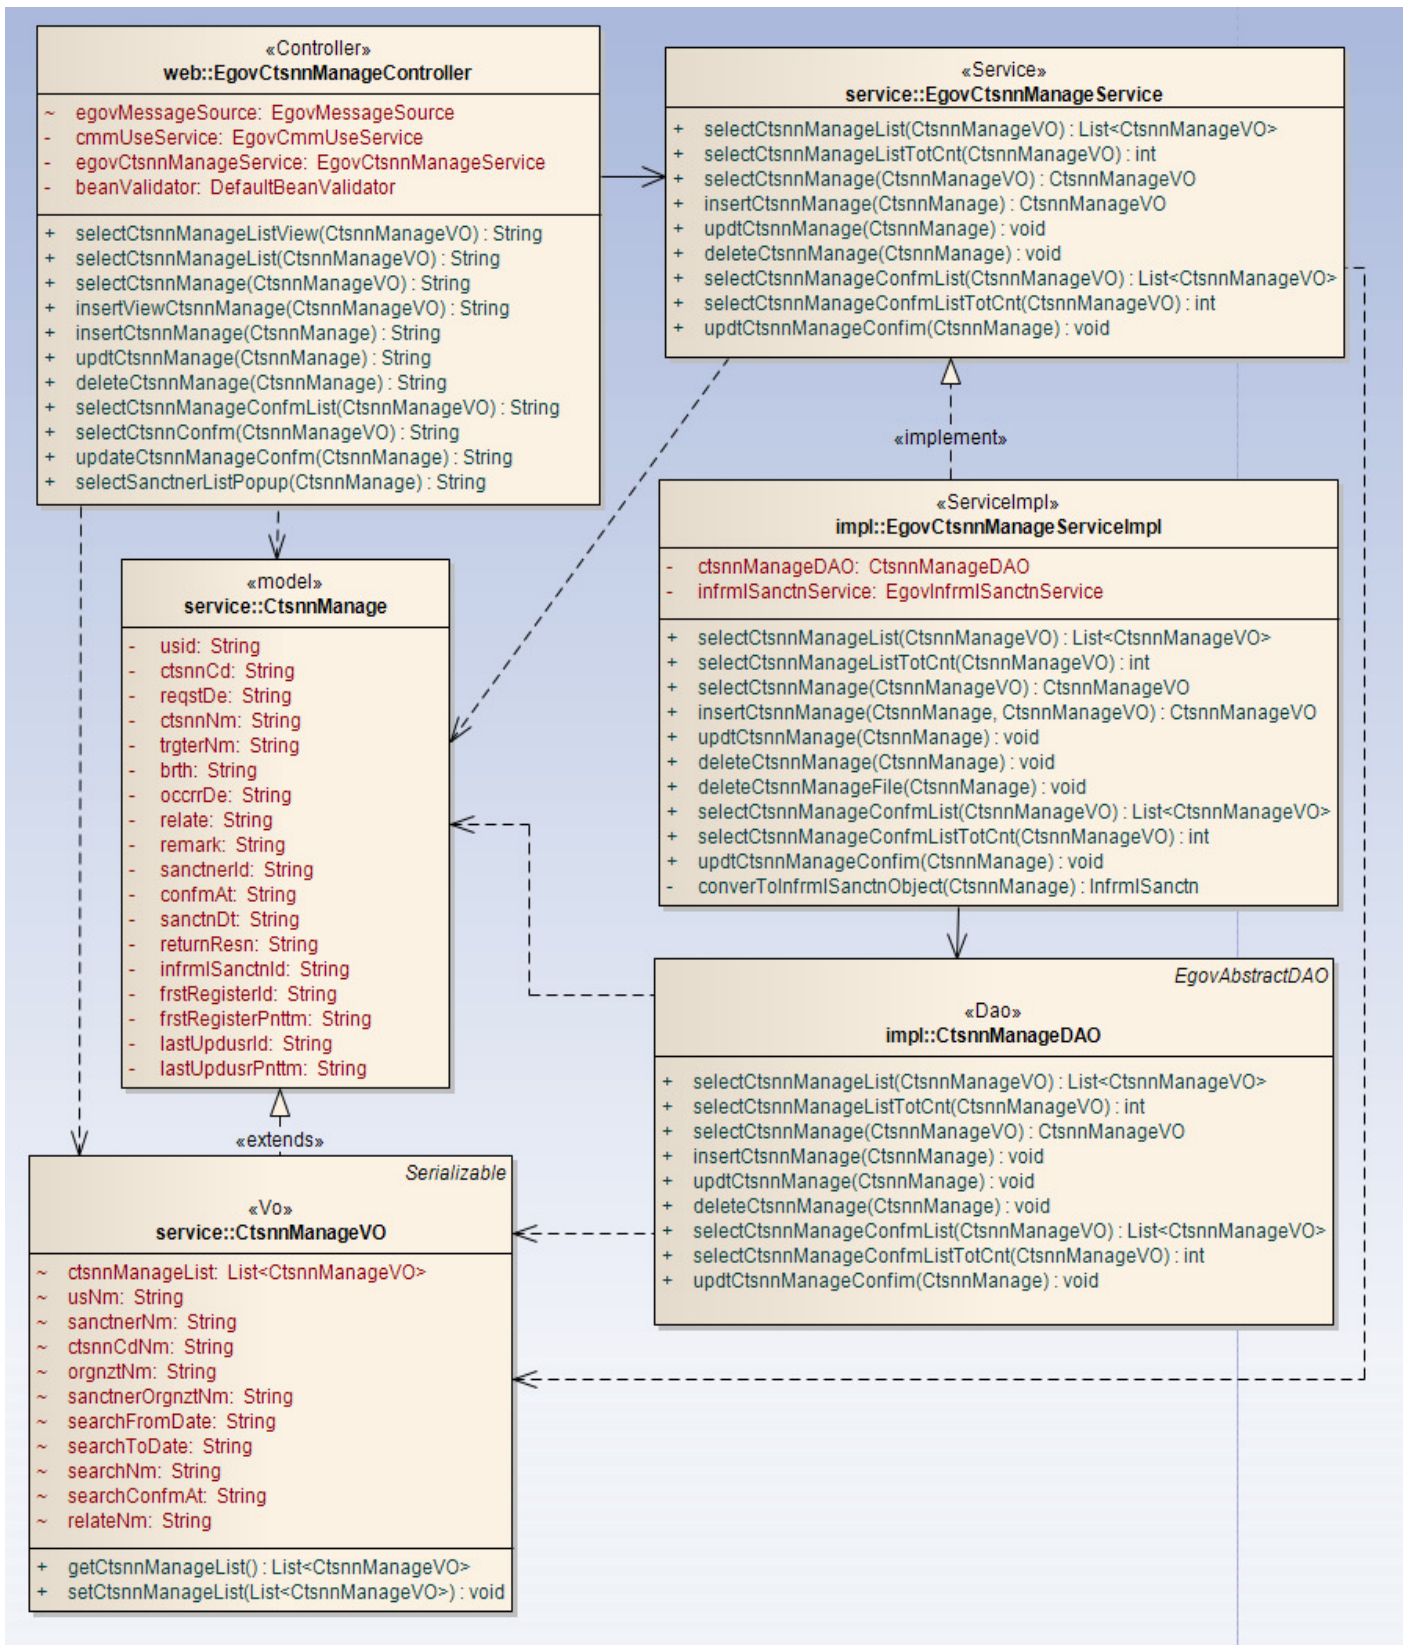 «Controller»
web::EgovCtsnnManageController
~ egovMessageSource: EgovMessageSource
- cmmUseService: EgovCmmUseService
- egovCtsnnManageService: EgovCtsnnManageService
- beanValidator: DefaultBeanValidator
+ selectCtsnnManageListView(CtsnnManageVO) : String
+ selectCtsnnManageList(CtsnnManageVO) : String
+ selectCtsnnManage(CtsnnManageVO) : String
+ insertViewCtsnnManage(CtsnnManageVO) : String
+ insertCtsnnManage(CtsnnManage) : String
+ updtCtsnnManage(CtsnnManage) : String
+ deleteCtsnnManage(CtsnnManage) : String
+ selectCtsnnManageConfmList(CtsnnManageVO) : String
+ selectCtsnnConfm(CtsnnManageVO) : String
+ updateCtsnnManageConfm(CtsnnManage) : String
+ selectSanctnerListPopup(CtsnnManage) : String
«Service»
service::EgovCtsnnManageService
+ selectCtsnnManageList(CtsnnManageVO) : List<CtsnnManageVO>
+ selectCtsnnManageListTotCnt(CtsnnManageVO) : int
+ selectCtsnnManage(CtsnnManageVO) : CtsnnManageVO
+ insertCtsnnManage(CtsnnManage) : CtsnnManageVO
+ updtCtsnnManage(CtsnnManage) : void
+ deleteCtsnnManage(CtsnnManage) : void
+ selectCtsnnManageConfmList(CtsnnManageVO) : List<CtsnnManageVO>
+ selectCtsnnManageConfmListTotCnt(CtsnnManageVO) : int
+ updtCtsnnManageConfim(CtsnnManage) : void
«implement»
«ServiceImpl»
impl::EgovCtsnnManageServiceImpl
- ctsnnManageDAO: CtsnnManageDAO
- infrmlSanctnService: EgovInfrmlSanctnService
+ selectCtsnnManageList(CtsnnManageVO) : List<CtsnnManageVO>
+ selectCtsnnManageListTotCnt(CtsnnManageVO) : int
+ selectCtsnnManage(CtsnnManageVO) : CtsnnManageVO
+ insertCtsnnManage(CtsnnManage, CtsnnManageVO) : CtsnnManageVO
+ updtCtsnnManage(CtsnnManage) : void
+ deleteCtsnnManage(CtsnnManage) : void
+ deleteCtsnnManageFile(CtsnnManage) : void
+ selectCtsnnManageConfmList(CtsnnManageVO) : List<CtsnnManageVO>
+ selectCtsnnManageConfmListTotCnt(CtsnnManageVO) : int
+ updtCtsnnManageConfim(CtsnnManage) : void
- converToInfrmlSanctnObject(CtsnnManage) : InfrmlSanctn
«model»
service::CtsnnManage
- usid: String
- ctsnnCd: String
- reqstDe: String
- ctsnnNm: String
- trgterNm: String
- brth: String
- occrrDe: String
- relate: String
- remark: String
- sanctnerId: String
- confmAt: String
- sanctnDt: String
- returnResn: String
- infrmlSanctnId: String
- frstRegisterId: String
- frstRegisterPnttm: String
- lastUpdusrId: String
- lastUpdusrPnttm: String
«extends»
EgovAbstractDAO
«Dao»
impl::CtsnnManageDAO
+ selectCtsnnManageList(CtsnnManageVO) : List<CtsnnManageVO>
+ selectCtsnnManageListTotCnt(CtsnnManageVO) : int
+ selectCtsnnManage(CtsnnManageVO) : CtsnnManageVO
+ insertCtsnnManage(CtsnnManage) : void
+ updtCtsnnManage(CtsnnManage) : void
+ deleteCtsnnManage(CtsnnManage) : void
+ selectCtsnnManageConfmList(CtsnnManageVO) : List<CtsnnManageVO>
+ selectCtsnnManageConfmListTotCnt(CtsnnManageVO) : int
+ updtCtsnnManageConfim(CtsnnManage) : void
Serializable
«Vo»
service::CtsnnManageVO
~ ctsnnManageList: List<CtsnnManageVO>
~ usNm: String
~ sanctnerNm: String
~ ctsnnCdNm: String
~ orgnztNm: String
~ sanctnerOrgnztNm: String
~ searchFromDate: String
~ searchToDate: String
~ searchNm: String
~ searchConfmAt: String
~ relateNm: String
+ getCtsnnManageList() : List<CtsnnManageVO>
+ setCtsnnManageList(List<CtsnnManageVO>) : void